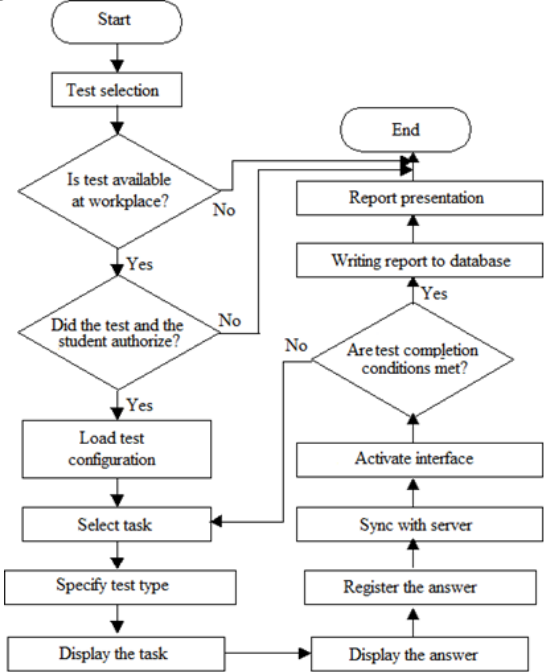 Start
Test selection
Is test available
at workplace?
No
Yes
Did the test and the
student authorize?
No
Yes
Load test
configuration
Select task
Specify test type
Display the task
Display the answer
Register the answer
Sync with server
Activate interface
Are test completion
conditions met?
No
Yes
Writing report to database
Report presentation
End